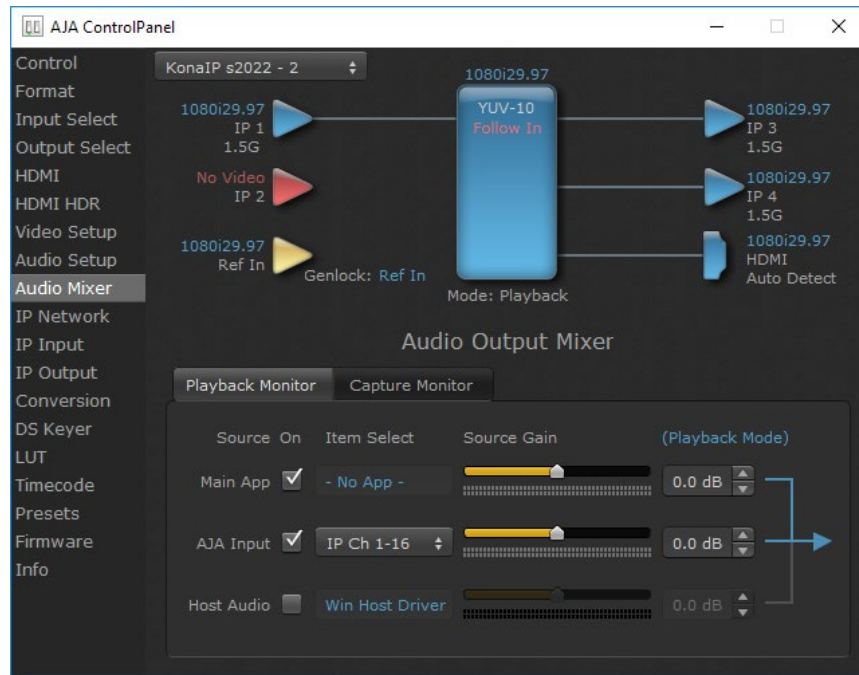 AJA ControlPanel
Control
Format
Input Select
Output Select
HDMI
HDMI HDR
Video Setup
Audio Setup
Audio Mixer
IP Network
IP Input
IP Output
Conversion
DS Keyer
LUT
Timecode
Presets
Firmware
Info
KonaIP s2022 - 2
1080i29.97
IP 1
1.5G
No Video
IP 2
1080i29.97
Ref In
Genlock: Ref In
1080i29.97
YUV-10
Follow In
Mode: Playback
1080i29.97
IP 3
1.5G
1080i29.97
IP 4
1.5G
1080i29.97
HDMI
Auto Detect
Audio Output Mixer
Playback Monitor Capture Monitor
Source On Item Select Source Gain (Playback Mode)
Main App - No App - 0.0 dB
AJA Input IP Ch 1-16 0.0 dB
Host Audio Win Host Driver 0.0 dB